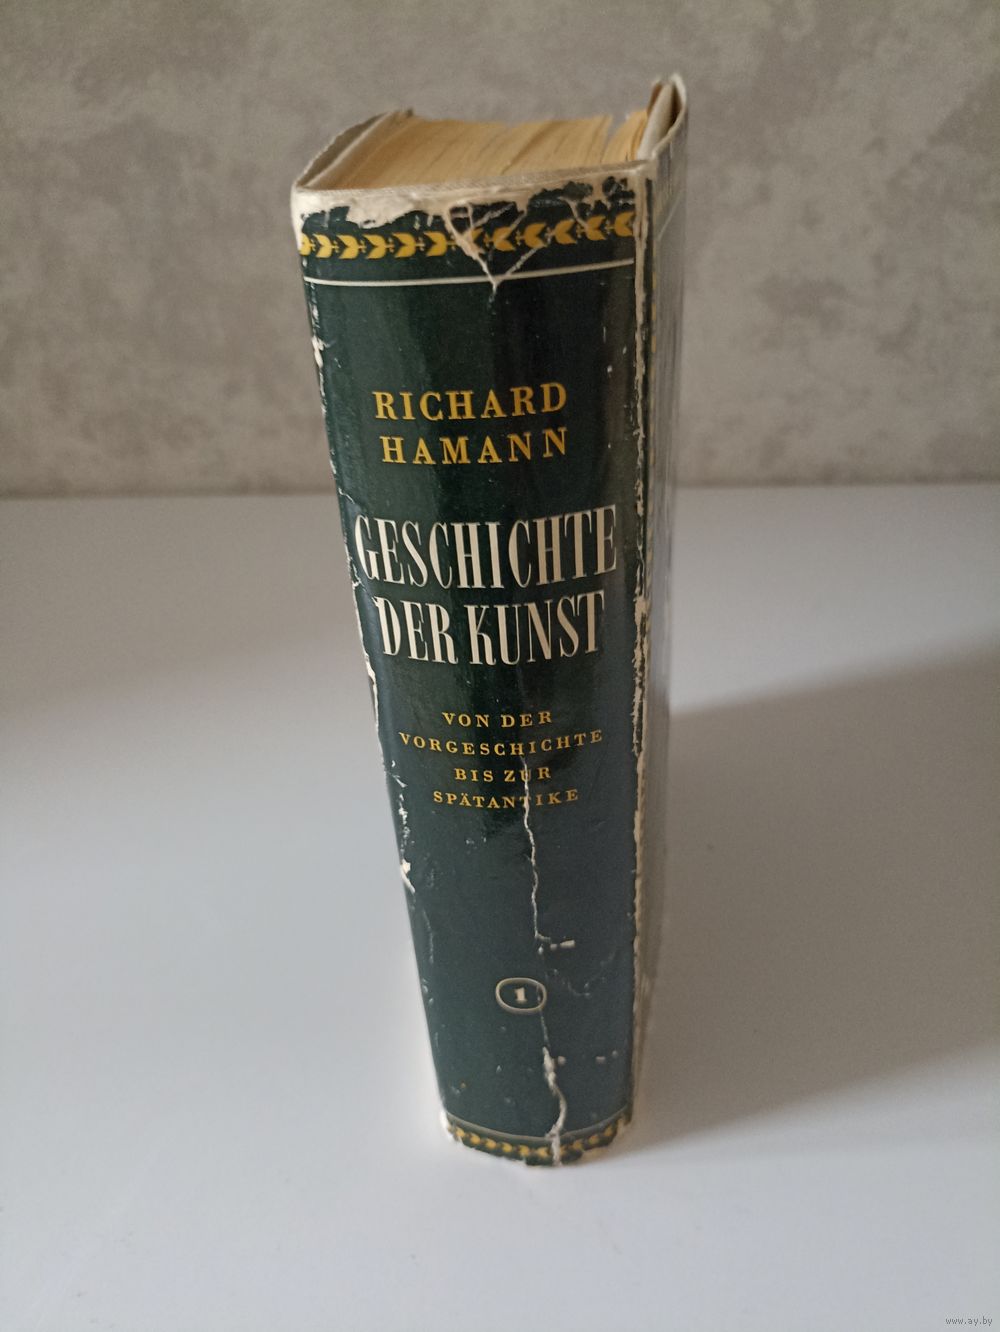 RICHARD
HAMANN
GESCHICHTE
DER KUNST
VON DER
VORGESCHICHTE
BIS ZUR
SPÄTANTIKE
1
www.ay.by